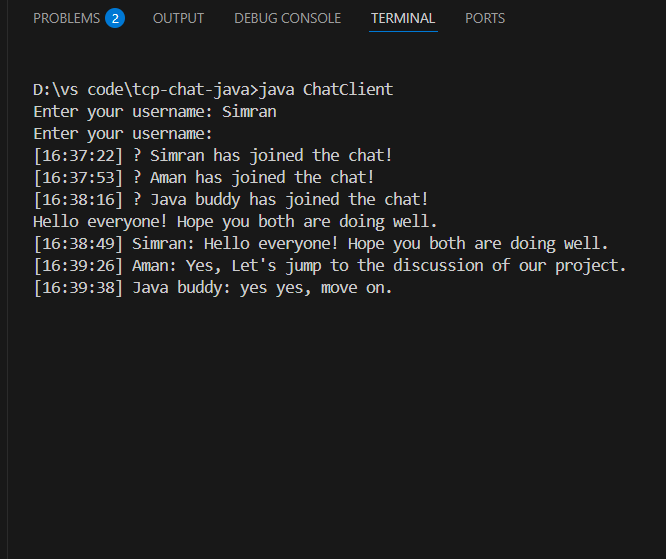 PROBLEMS 2 OUTPUT DEBUG CONSOLE TERMINAL PORTS
D:\vs code\tcp-chat-java>java ChatClient
Enter your username: Simran
Enter your username:
[16:37:22] ? Simran has joined the chat!
[16:37:53] ? Aman has joined the chat!
[16:38:16] ? Java buddy has joined the chat!
Hello everyone! Hope you both are doing well.
[16:38:49] Simran: Hello everyone! Hope you both are doing well.
[16:39:26] Aman: Yes, Let's jump to the discussion of our project.
[16:39:38] Java buddy: yes yes, move on.